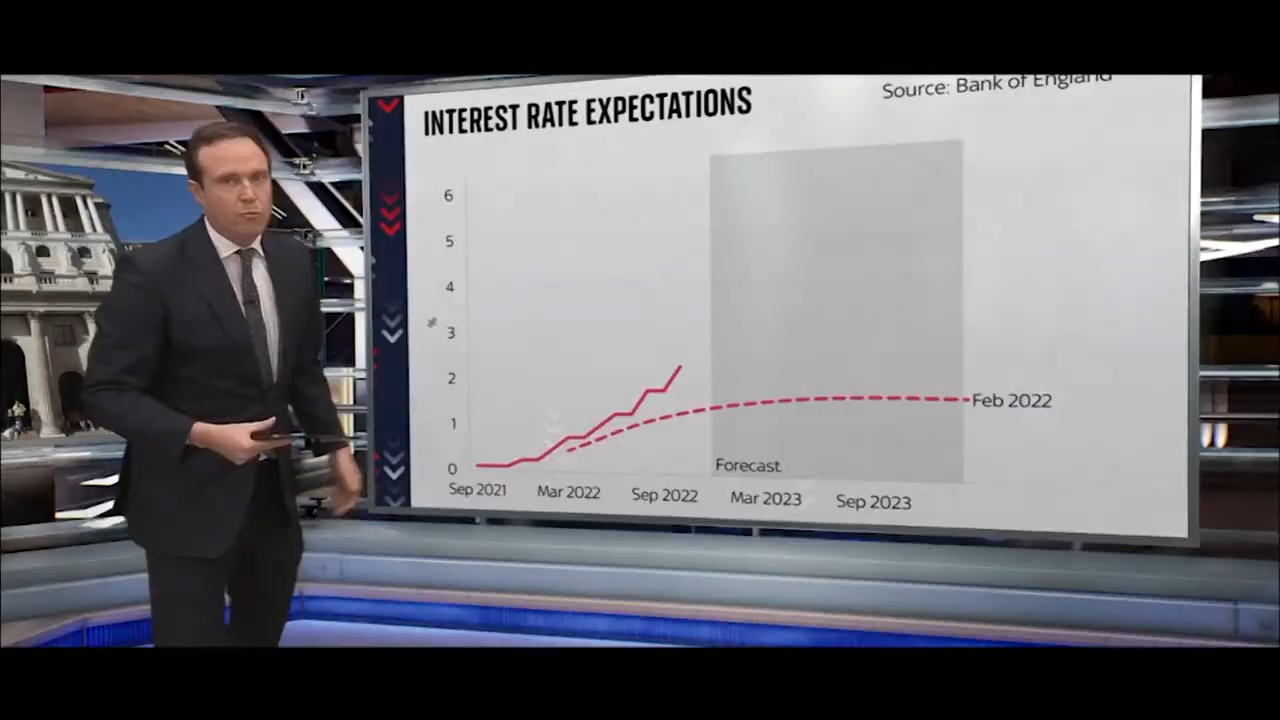 INTEREST RATE EXPECTATIONS
Source: Bank of England
6
5
4
%
3
2
1
0
Feb 2022
Forecast
Sep 2021 Mar 2022 Sep 2022 Mar 2023 Sep 2023